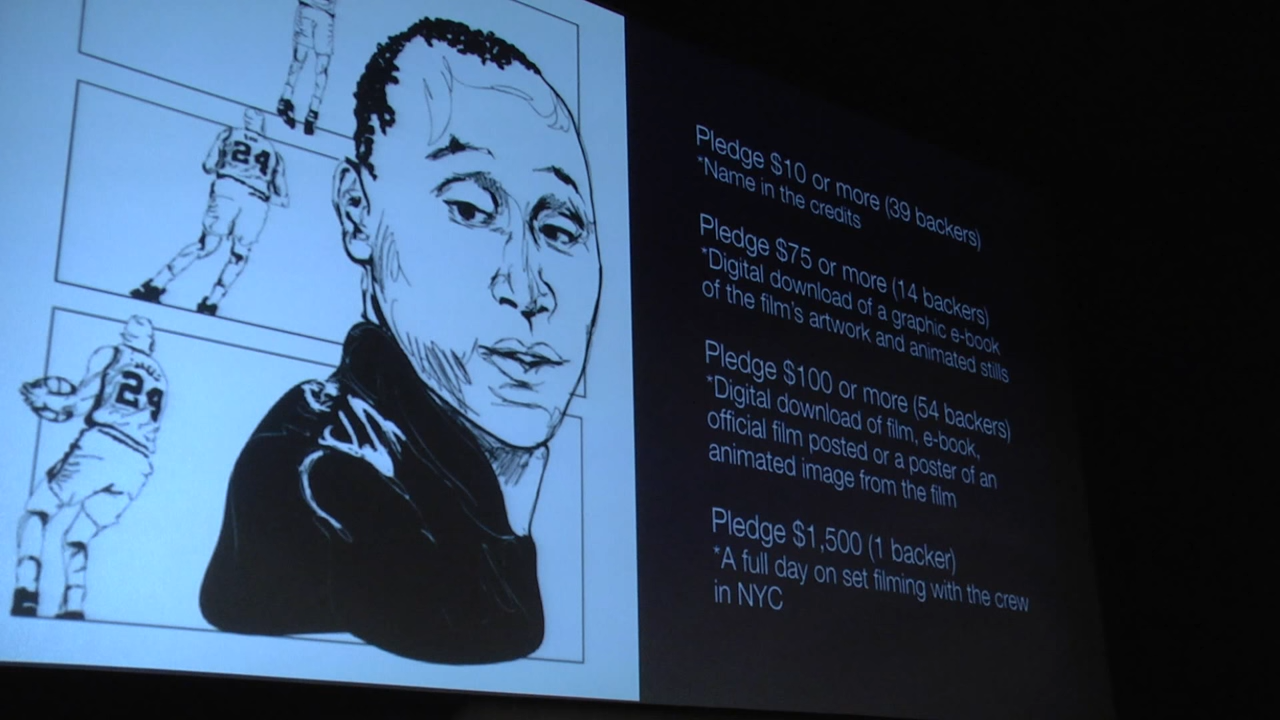 24
24
Pledge $10 or more (39 backers)
*Name in the credits
Pledge $75 or more (14 backers)
*Digital download of a graphic e-book
of the film's artwork and animated stills
Pledge $100 or more (54 backers)
*Digital download of film, e-book,
official film posted or a poster of an
animated image from the film
Pledge $1,500 (1 backer)
*A full day on set filming with the crew
in NYC